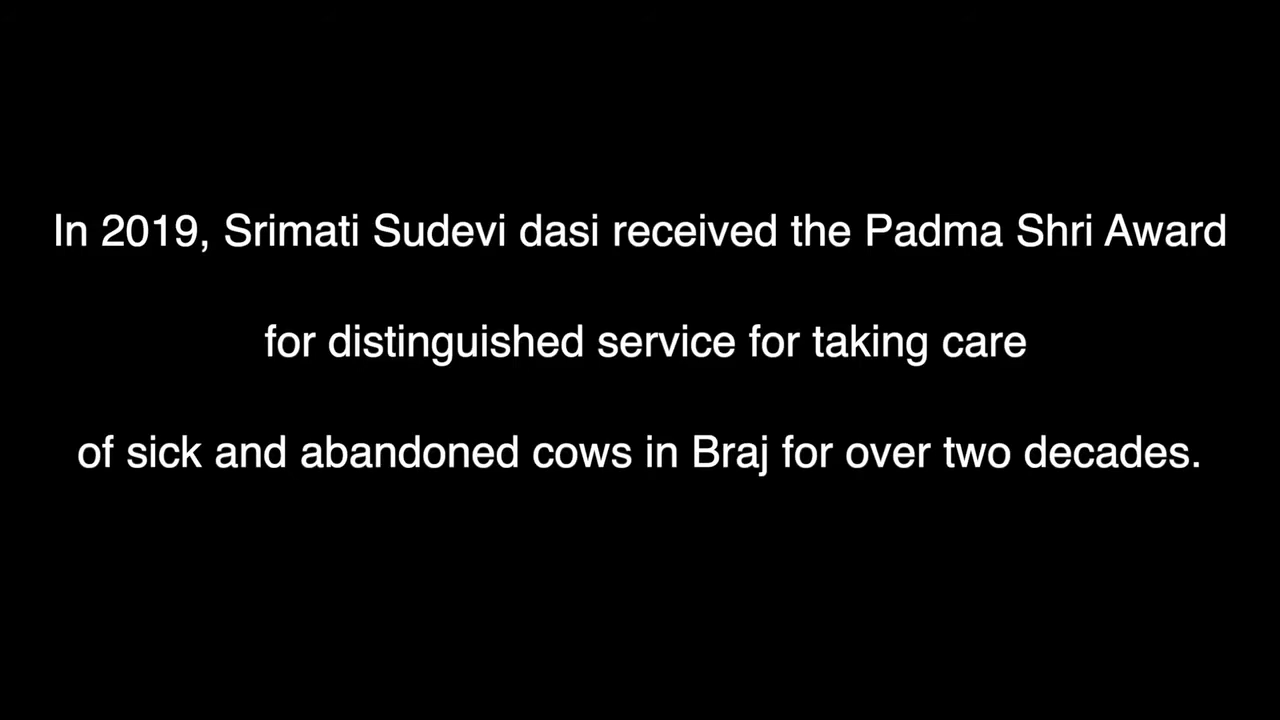 In 2019, Srimati Sudevi dasi received the Padma Shri Award
for distinguished service for taking care
of sick and abandoned cows in Braj for over two decades.